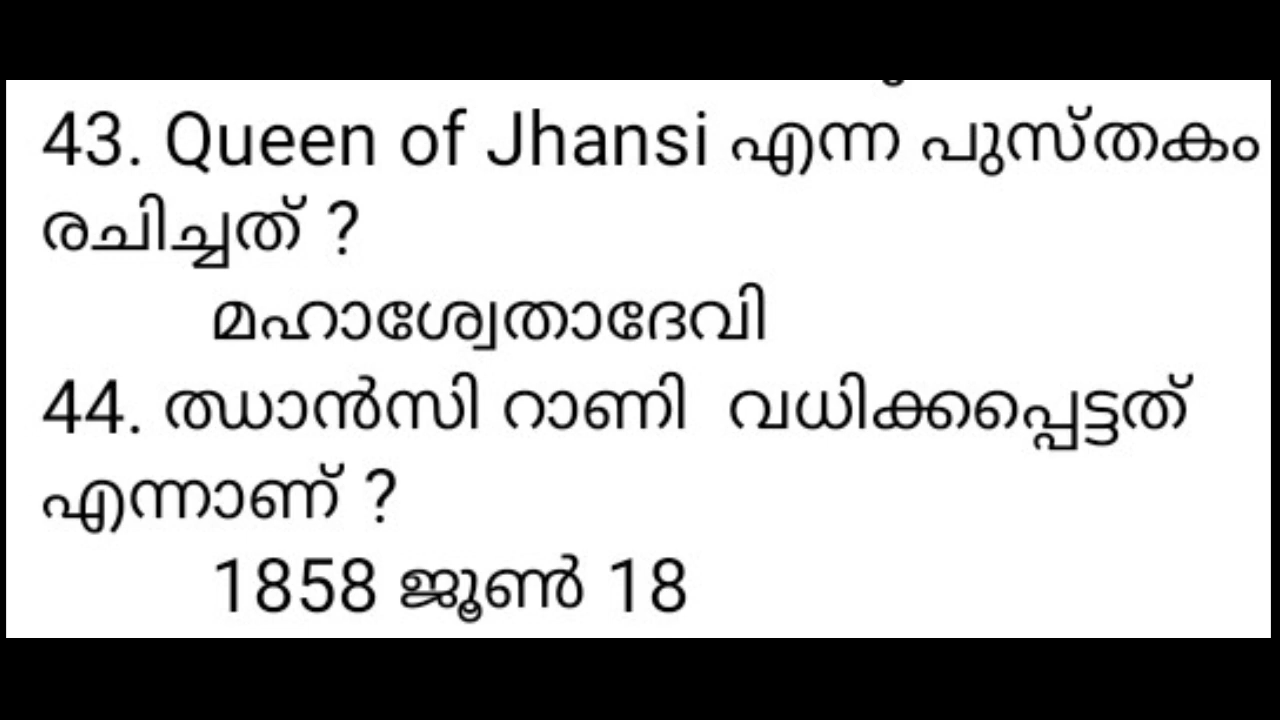 43. Queen of Jhansi എന്ന പുസ്തകം
രചിച്ചത് ?
മഹാശ്വേതാദേവി
44. ഝാൻസി റാണി വധിക്കപ്പെട്ടത്
എന്നാണ് ?
1858 ജൂൺ 18